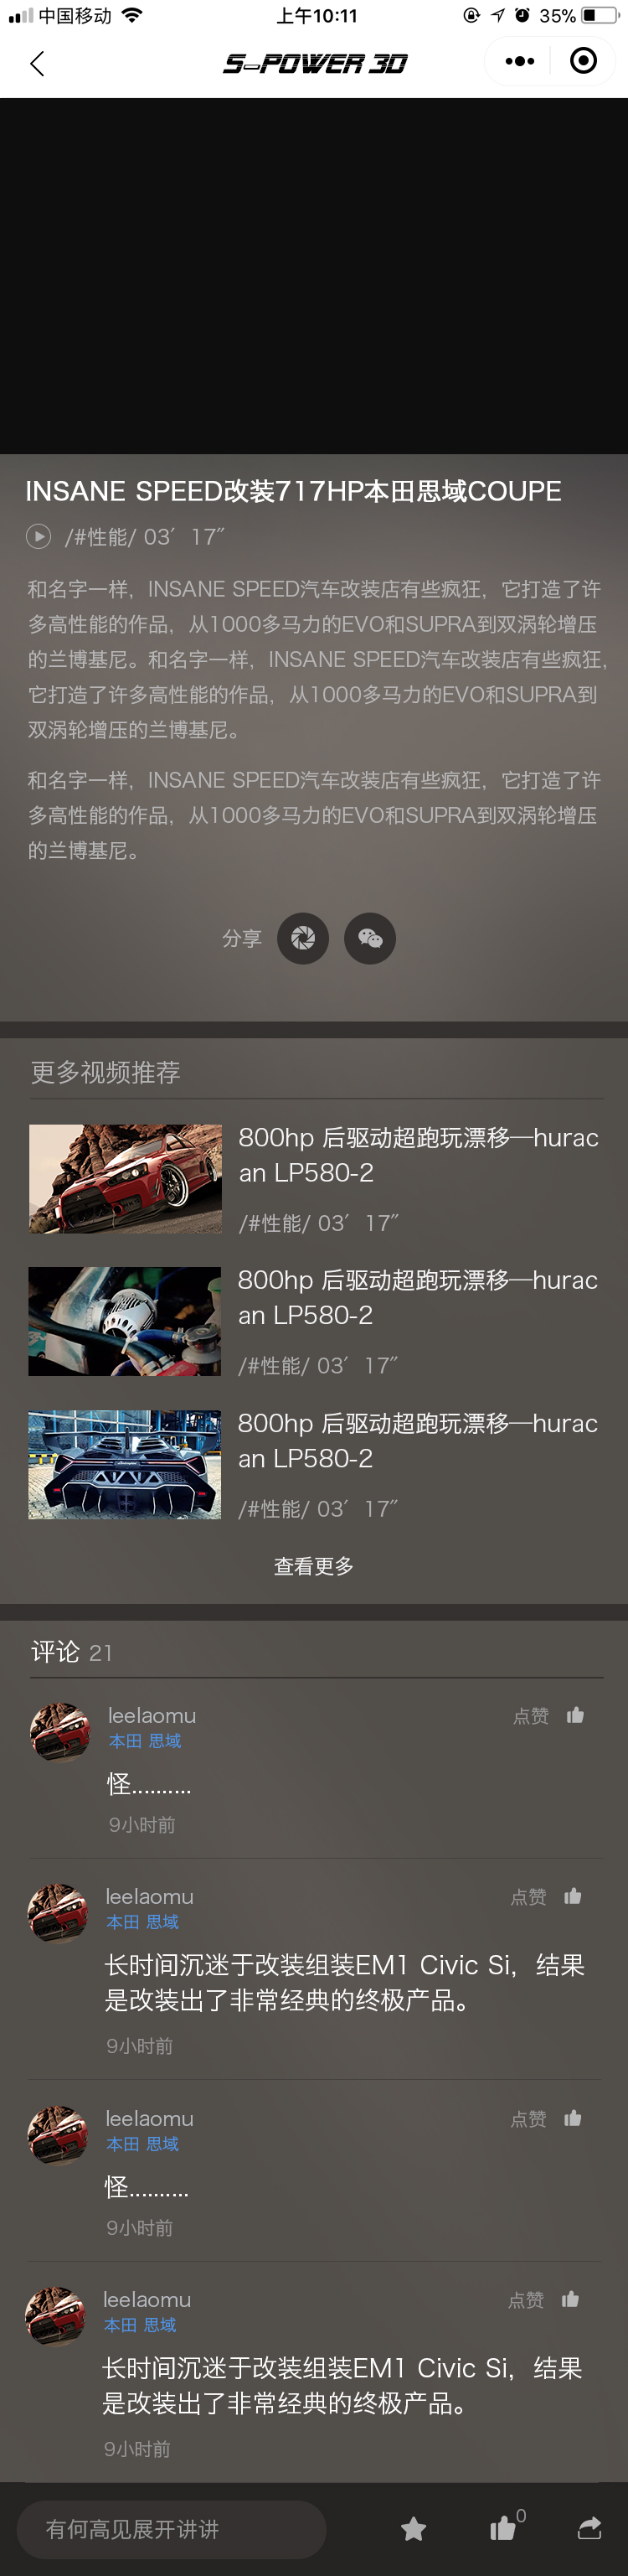 中国移动
上午10:11
35%
S-POWER 3D
INSANE SPEED改装717HP本田思域COUPE
/#性能/ 03′ 17″
和名字一样，INSANE SPEED汽车改装店有些疯狂，它打造了许
多高性能的作品，从1000多马力的EVO和SUPRA到双涡轮增压
的兰博基尼。和名字一样，INSANE SPEED汽车改装店有些疯狂，
它打造了许多高性能的作品，从1000多马力的EVO和SUPRA到
双涡轮增压的兰博基尼。
和名字一样，INSANE SPEED汽车改装店有些疯狂，它打造了许
多高性能的作品，从1000多马力的EVO和SUPRA到双涡轮增压
的兰博基尼。
分享
更多视频推荐
800hp 后驱动超跑玩漂移—hurac
an LP580-2
/#性能/ 03′ 17″
800hp 后驱动超跑玩漂移—hurac
an LP580-2
/#性能/ 03′ 17″
800hp 后驱动超跑玩漂移—hurac
an LP580-2
/#性能/ 03′ 17″
查看更多
评论 21
leelaomu
点赞
本田 思域
怪..........
9小时前
leelaomu
点赞
本田 思域
长时间沉迷于改装组装EM1 Civic Si，结果
是改装出了非常经典的终极产品。
9小时前
leelaomu
点赞
本田 思域
怪..........
9小时前
leelaomu
点赞
本田 思域
长时间沉迷于改装组装EM1 Civic Si，结果
是改装出了非常经典的终极产品。
9小时前
有何高见展开讲讲
0